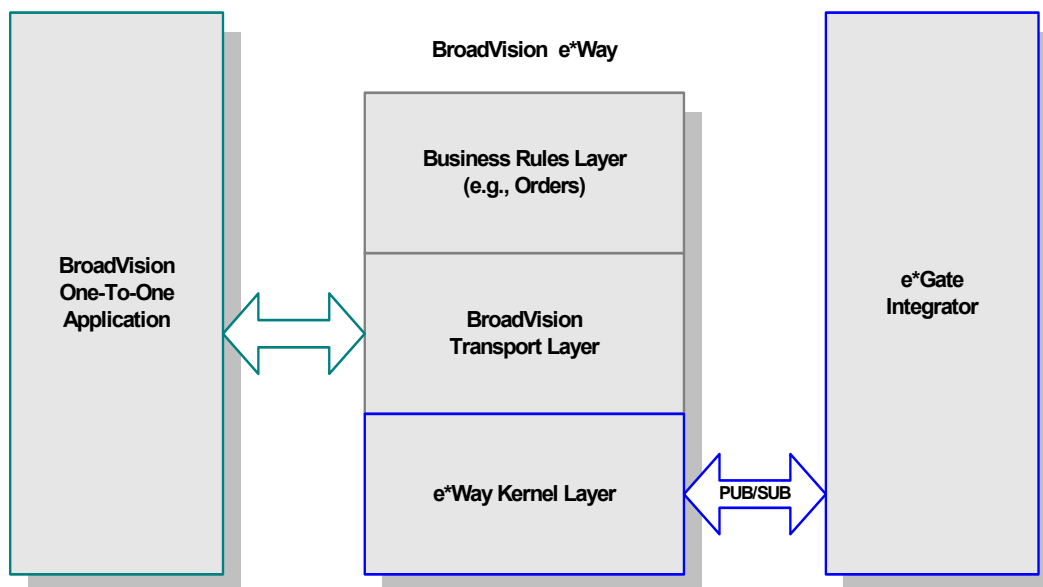 BroadVision e*Way
Business Rules Layer
(e.g., Orders)
BroadVision
One-To-One
Application
BroadVision
Transport Layer
e*Gate
Integrator
e*Way Kernel Layer
PUB/SUB